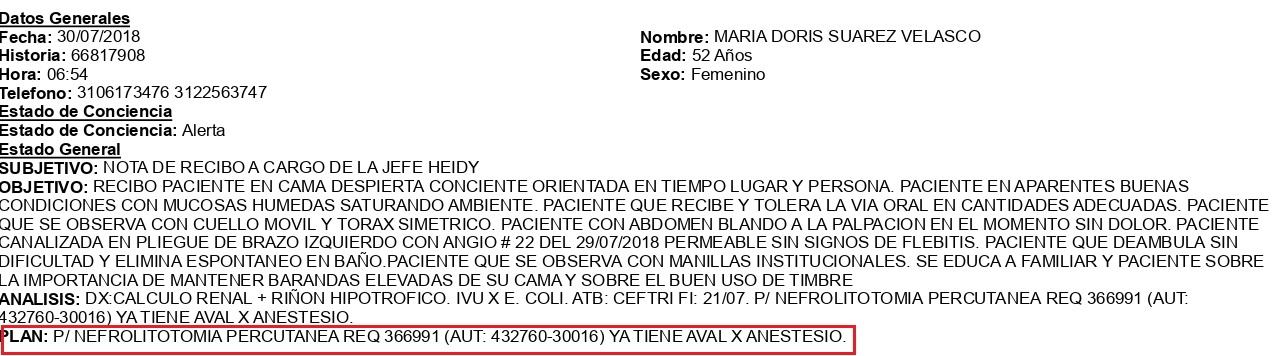 Datos Generales
Fecha: 30/07/2018
Nombre: MARIA DORIS SUAREZ VELASCO
Historia: 66817908
Edad: 52 Años
Hora: 06:54
Sexo: Femenino
Telefono: 3106173476 3122563747
Estado de Conciencia
Estado de Conciencia: Alerta
Estado General
SUBJETIVO: NOTA DE RECIBO A CARGO DE LA JEFE HEIDY
OBJETIVO: RECIBO PACIENTE EN CAMA DESPIERTA CONCIENTE ORIENTADA EN TIEMPO LUGAR Y PERSONA. PACIENTE EN APARENTES BUENAS
CONDICIONES CON MUCOSAS HUMEDAS SATURANDO AMBIENTE. PACIENTE QUE RECIBE Y TOLERA LA VIA ORAL EN CANTIDADES ADECUADAS. PACIENTE
QUE SE OBSERVA CON CUELLO MOVIL Y TORAX SIMETRICO. PACIENTE CON ABDOMEN BLANDO A LA PALPACION EN EL MOMENTO SIN DOLOR. PACIENTE
CANALIZADA EN PLIEGUE DE BRAZO IZQUIERDO CON ANGIO # 22 DEL 29/07/2018 PERMEABLE SIN SIGNOS DE FLEBITIS. PACIENTE QUE DEAMBULA SIN
DIFICULTAD Y ELIMINA ESPONTANEO EN BAÑO.PACIENTE QUE SE OBSERVA CON MANILLAS INSTITUCIONALES. SE EDUCA A FAMILIAR Y PACIENTE SOBRE
LA IMPORTANCIA DE MANTENER BARANDAS ELEVADAS DE SU CAMA Y SOBRE EL BUEN USO DE TIMBRE
ANALISIS: DX:CALCULO RENAL + RIÑON HIPOTROFICO. IVU X E. COLI. ATB: CEFTRI FI: 21/07. P/ NEFROLITOTOMIA PERCUTANEA REQ 366991 (AUT:
432760-30016) YA TIENE AVAL X ANESTESIO.
PLAN: P/ NEFROLITOTOMIA PERCUTANEA REQ 366991 (AUT: 432760-30016) YA TIENE AVAL X ANESTESIO.